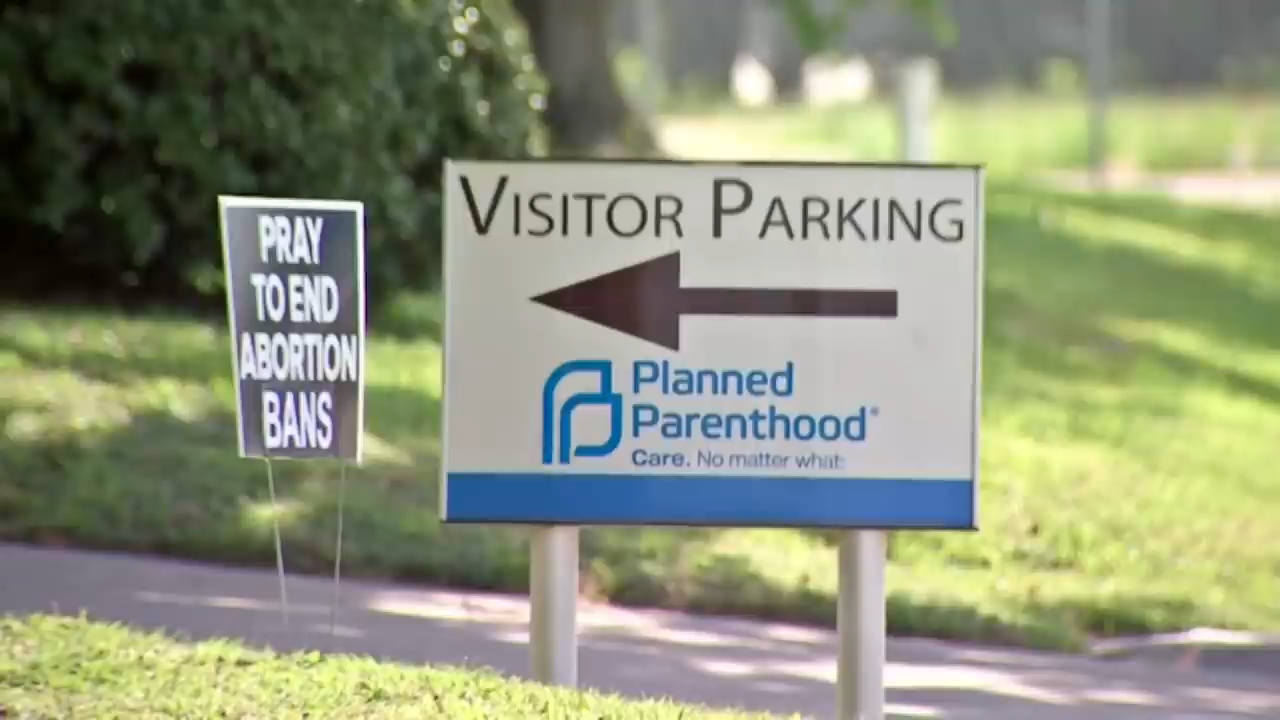 PRAY
TO END
ABORTION
BANS
VISITOR PARKING
Planned
Parenthood®
Care. No matter what.